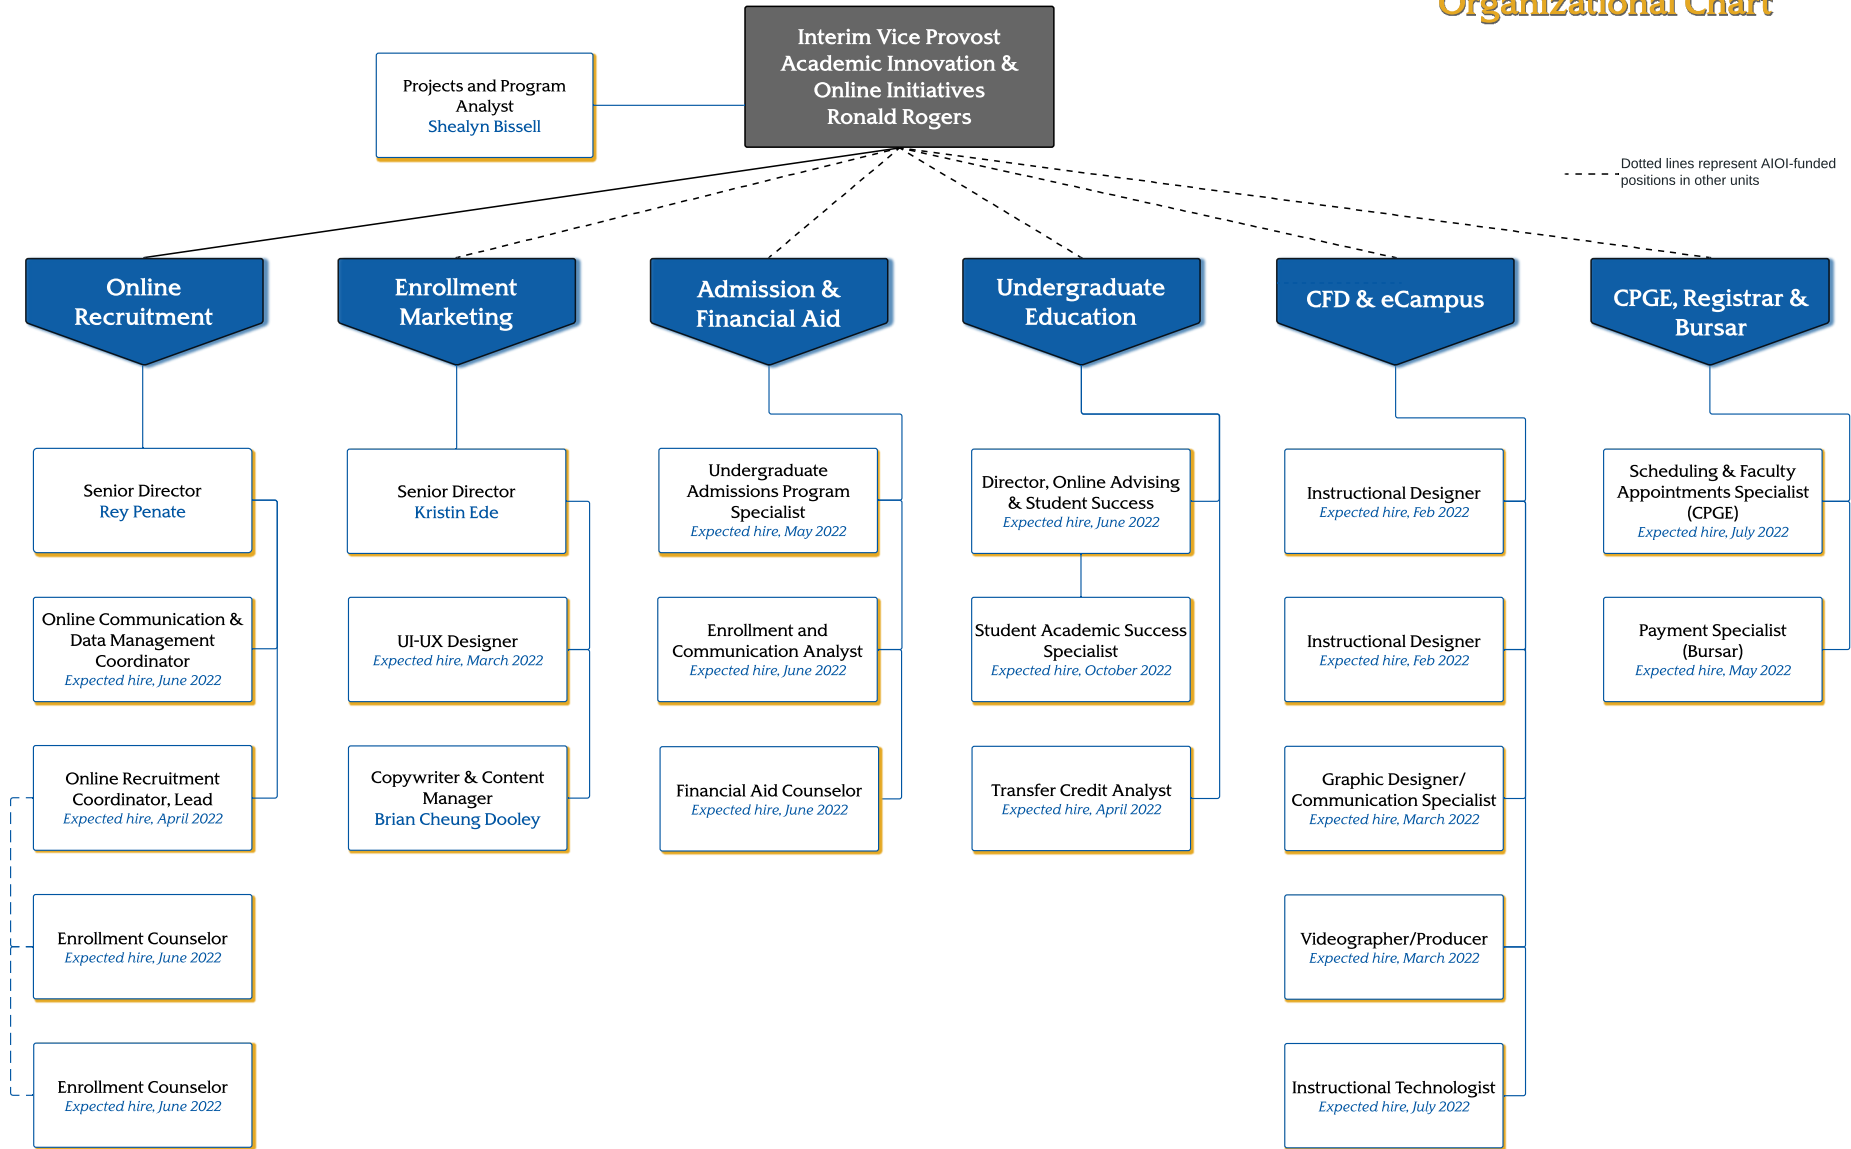 Organizational Chart
Interim Vice Provost
Academic Innovation &
Online Initiatives
Ronald Rogers
Projects and Program
Analyst
Shealyn Bissell
Dotted lines represent AIOI-funded
positions in other units
Online
Recruitment
Enrollment
Marketing
Admission &
Financial Aid
Undergraduate
Education
CFD & eCampus
CPGE, Registrar &
Bursar
Senior Director
Rey Penate
Senior Director
Kristin Ede
Undergraduate
Admissions Program
Specialist
Expected hire, May 2022
Director, Online Advising
& Student Success
Expected hire, June 2022
Instructional Designer
Expected hire, Feb 2022
Scheduling & Faculty
Appointments Specialist
(CPGE)
Expected hire, July 2022
Online Communication &
Data Management
Coordinator
Expected hire, June 2022
UI-UX Designer
Expected hire, March 2022
Enrollment and
Communication Analyst
Expected hire, June 2022
Student Academic Success
Specialist
Expected hire, October 2022
Instructional Designer
Expected hire, Feb 2022
Payment Specialist
(Bursar)
Expected hire, May 2022
Online Recruitment
Coordinator, Lead
Expected hire, April 2022
Copywriter & Content
Manager
Brian Cheung Dooley
Financial Aid Counselor
Expected hire, June 2022
Transfer Credit Analyst
Expected hire, April 2022
Graphic Designer/
Communication Specialist
Expected hire, March 2022
Enrollment Counselor
Expected hire, June 2022
Videographer/Producer
Expected hire, March 2022
Enrollment Counselor
Expected hire, June 2022
Instructional Technologist
Expected hire, July 2022